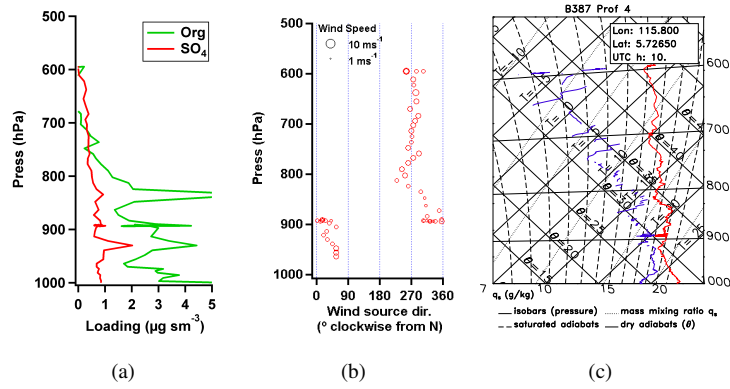 500
600
700
800
900
1000
Press (hPa)
Org
SO4
0
1
2
3
4
5
Loading (µg sm⁻³)
(a)
500
600
700
800
900
1000
Press (hPa)
Wind Speed
10 ms⁻¹
1 ms⁻¹
0
90
180
270
360
Wind source dir.
(º clockwise from N)
(b)
B387 Prof 4
Lon: 115.800
Lat: 5.72650
UTC h: 10.
600
700
800
900
1000
θ=40
θ=25
θ=20
θ=15
7
10
15
20
qs (g/kg)
isobars (pressure)
mass mixing ratio qs
saturated adiabats
dry adiabats (θ)
(c)